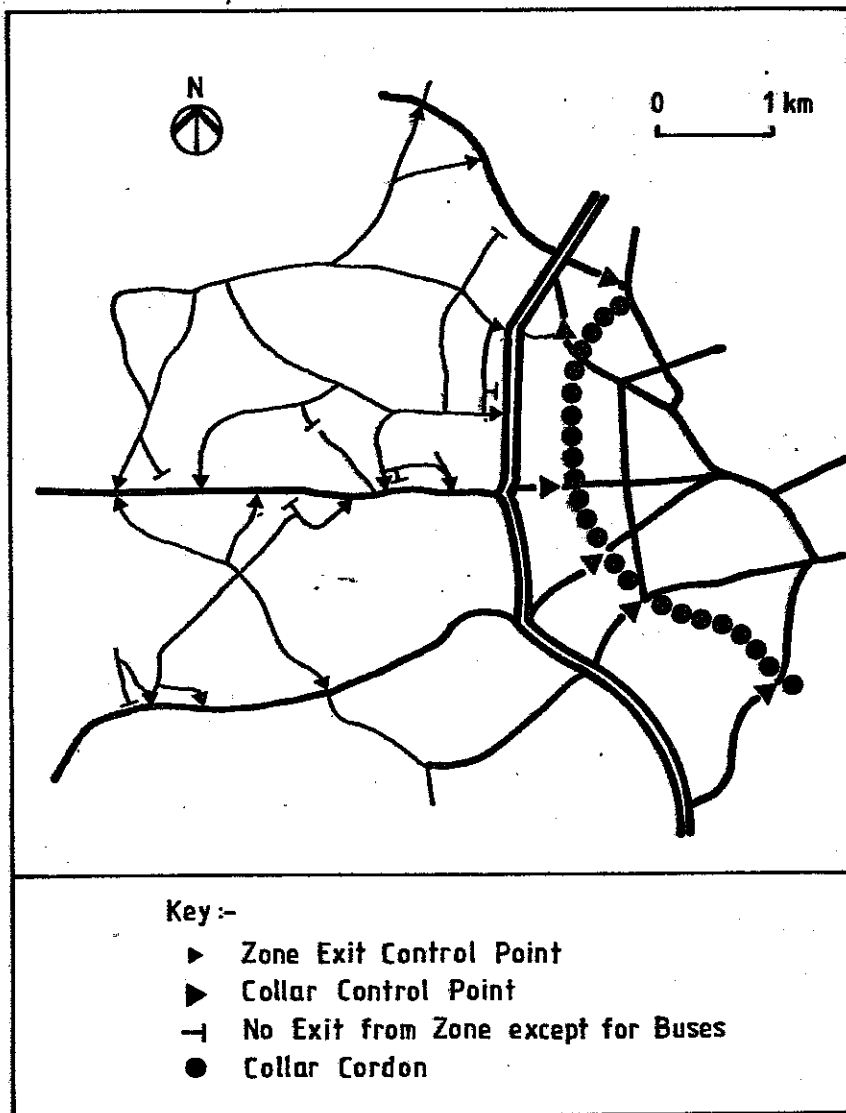 N
0 1 km
Key :-
Zone Exit Control Point
Collar Control Point
No Exit from Zone except for Buses
Collar Cordon